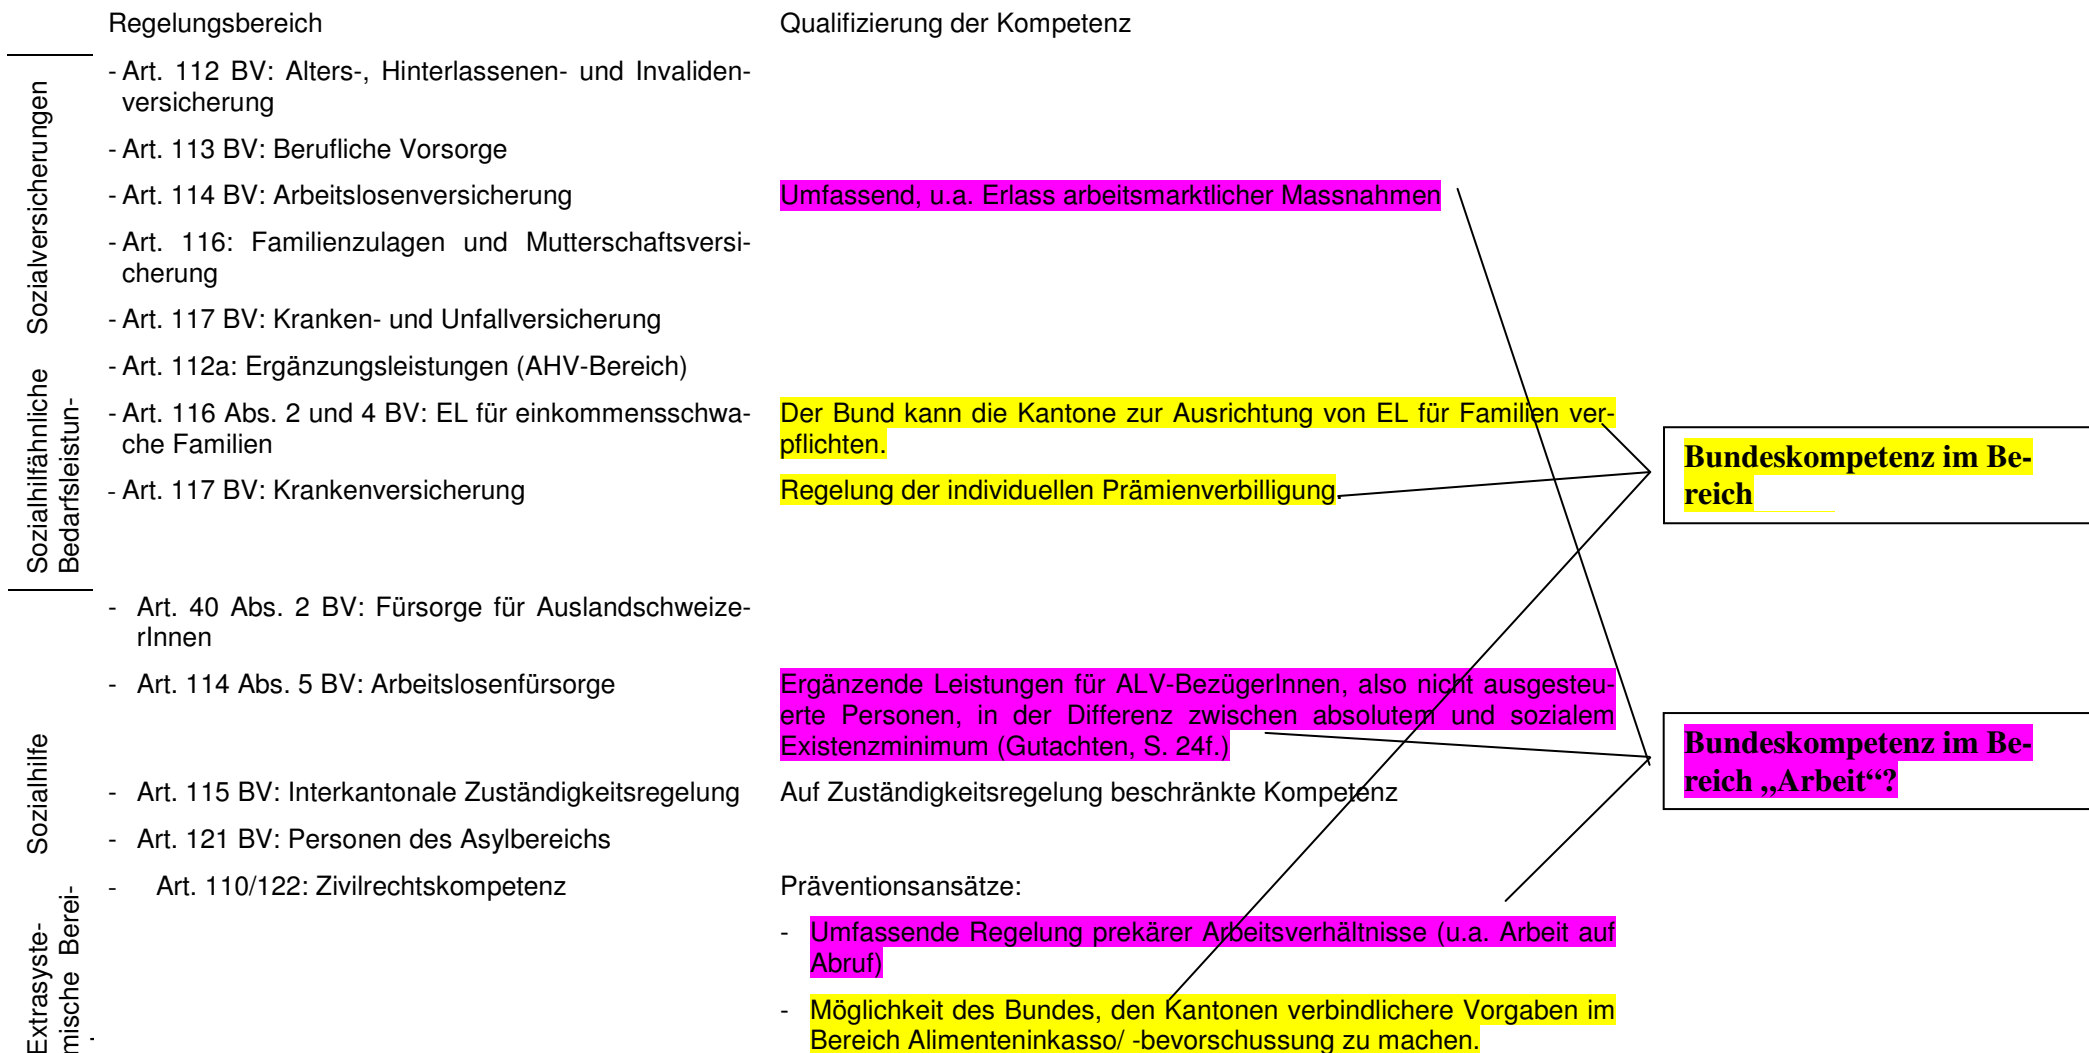 Regelungsbereich
Qualifizierung der Kompetenz
Sozialversicherungen
- Art. 112 BV: Alters-, Hinterlassenen- und Invaliden-
versicherung
- Art. 113 BV: Berufliche Vorsorge
- Art. 114 BV: Arbeitslosenversicherung
Umfassend, u.a. Erlass arbeitsmarktlicher Massnahmen
- Art. 116: Familienzulagen und Mutterschaftsversi-
cherung
- Art. 117 BV: Kranken- und Unfallversicherung
Sozialhilfähnliche
Bedarfsleistun-
- Art. 112a: Ergänzungsleistungen (AHV-Bereich)
- Art. 116 Abs. 2 und 4 BV: EL für einkommensschwa-
che Familien
Der Bund kann die Kantone zur Ausrichtung von EL für Familien ver-
pflichten.
- Art. 117 BV: Krankenversicherung
Regelung der individuellen Prämienverbilligung.
Bundeskompetenz im Be-
reich
Sozialhilfe
- Art. 40 Abs. 2 BV: Fürsorge für Auslandschweize-
rInnen
- Art. 114 Abs. 5 BV: Arbeitslosenfürsorge
Ergänzende Leistungen für ALV-BezügerInnen, also nicht ausgesteu-
erte Personen, in der Differenz zwischen absolutem und sozialem
Existenzminimum (Gutachten, S. 24f.)
Bundeskompetenz im Be-
reich „Arbeit“?
- Art. 115 BV: Interkantonale Zuständigkeitsregelung
Auf Zuständigkeitsregelung beschränkte Kompetenz
- Art. 121 BV: Personen des Asylbereichs
Extrasyste-
mische Berei-
- Art. 110/122: Zivilrechtskompetenz
Präventionsansätze:
- Umfassende Regelung prekärer Arbeitsverhältnisse (u.a. Arbeit auf
Abruf)
- Möglichkeit des Bundes, den Kantonen verbindlichere Vorgaben im
Bereich Alimenteninkasso/ -bevorschussung zu machen.